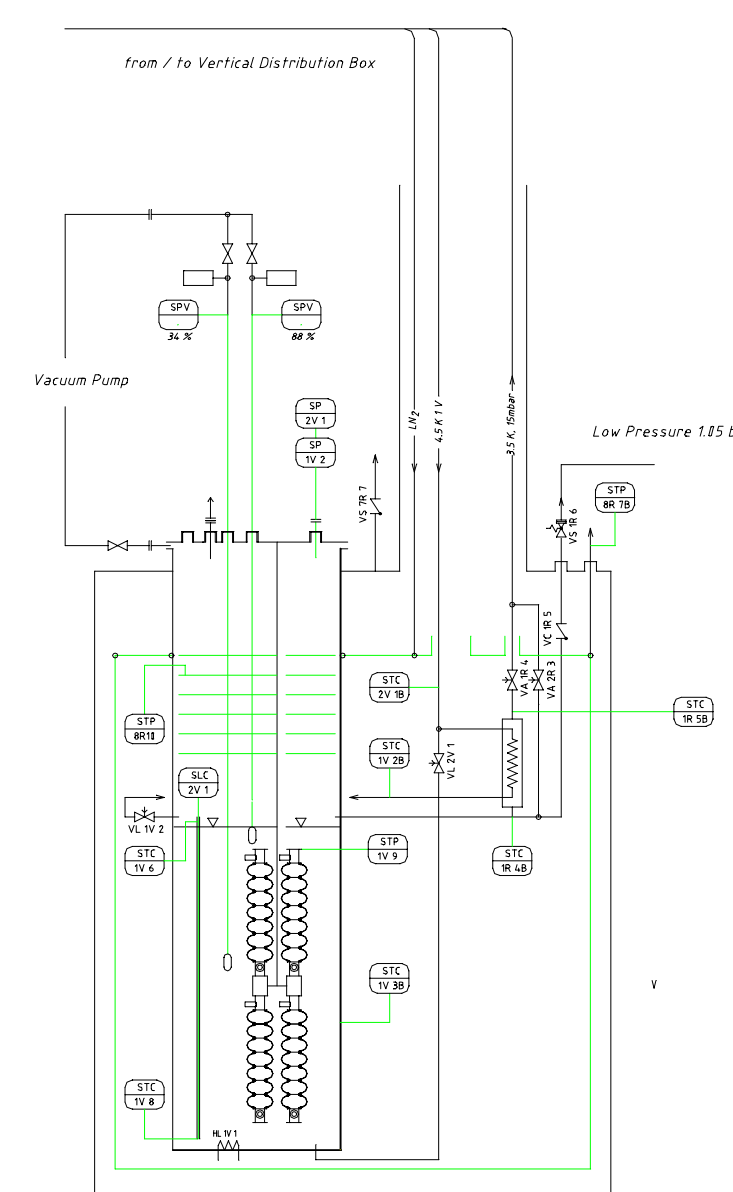 from / to Vertical Distribution Box
SPV
34 %
SPV
88 %
Vacuum Pump
SP
2V 1
SP
1V 2
LN2
4.5 K 1 V
3.5 K, 15mbar
Low Pressure 1.05 b
VS 7R 7
VS 1R 6
STP
8R 7B
VC 1R 5
VA 1R 4
VA 2R 3
STC
2V 1B
STC
1R 5B
STP
8R10
STC
1V 2B
VL 2V 1
SLC
2V 1
VL 1V 2
STC
1V 6
STP
1V 9
STC
1R 4B
STC
1V 3B
V
STC
1V 8
HL 1V 1